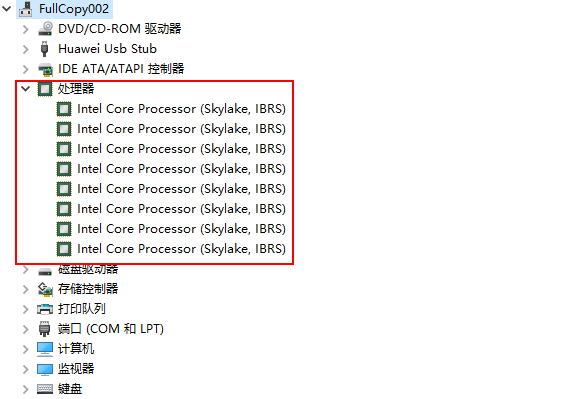 FullCopy002
DVD/CD-ROM 驱动器
Huawei Usb Stub
IDE ATA/ATAPI 控制器
处理器
Intel Core Processor (Skylake, IBRS)
Intel Core Processor (Skylake, IBRS)
Intel Core Processor (Skylake, IBRS)
Intel Core Processor (Skylake, IBRS)
Intel Core Processor (Skylake, IBRS)
Intel Core Processor (Skylake, IBRS)
Intel Core Processor (Skylake, IBRS)
Intel Core Processor (Skylake, IBRS)
磁盘驱动器
存储控制器
打印队列
端口 (COM 和 LPT)
计算机
监视器
键盘